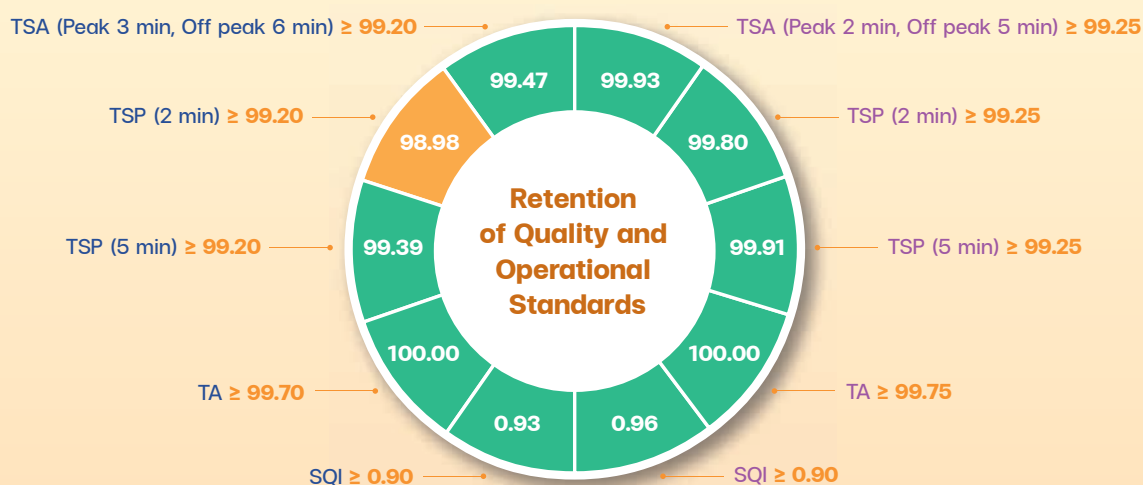 TSA (Peak 3 min, Off peak 6 min) ≥ 99.20
TSA (Peak 2 min, Off peak 5 min) ≥ 99.25
99.47
99.93
TSP (2 min) ≥ 99.20
TSP (2 min) ≥ 99.25
98.98
99.80
Retention
of Quality and
Operational
Standards
TSP (5 min) ≥ 99.20
99.39
99.91
TSP (5 min) ≥ 99.25
100.00
100.00
TA ≥ 99.70
TA ≥ 99.75
0.93
0.96
SQI ≥ 0.90
SQI ≥ 0.90